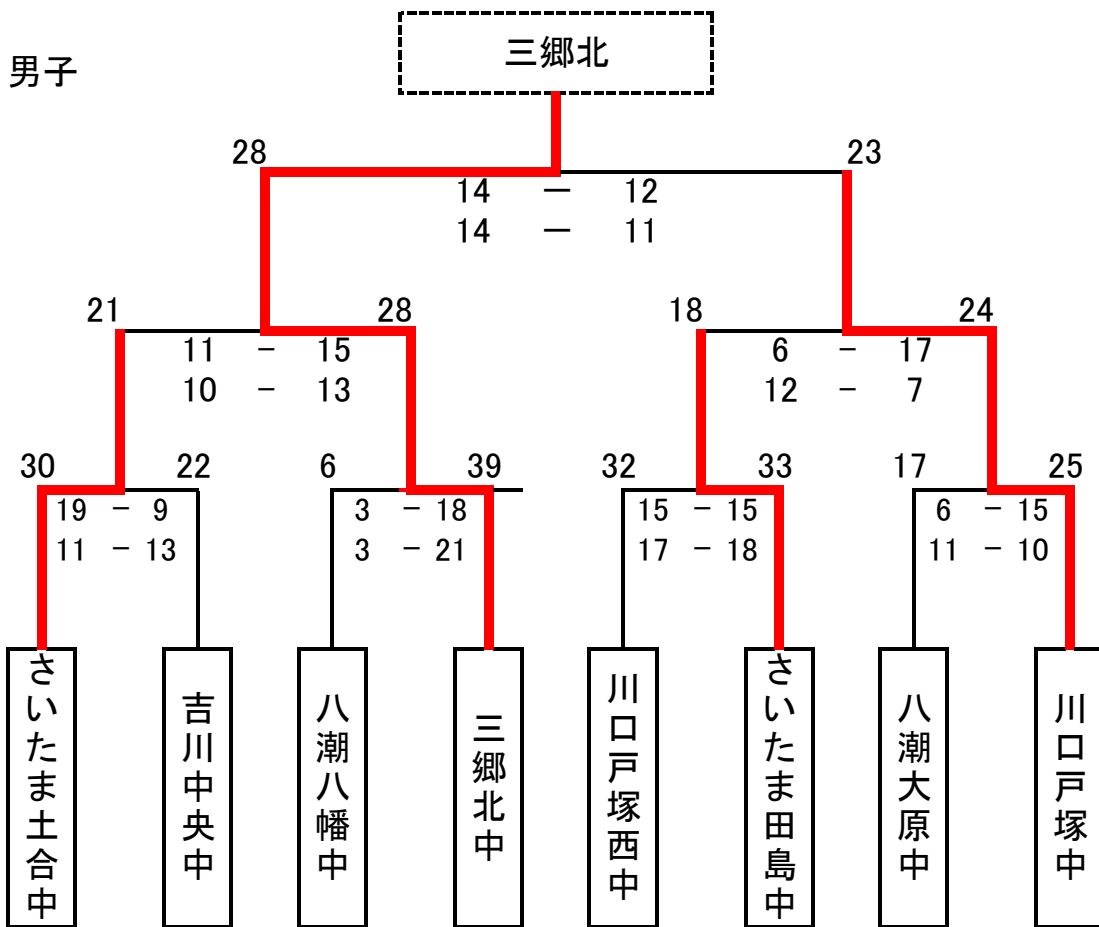 三郷北
男子
28 23
14 － 12
14 － 11
21 28 18 24
11 － 15 6 － 17
10 － 13 12 － 7
30 22 6 39 32 33 17 25
19 － 9 3 － 18 15 － 15 6 － 15
11 － 13 3 － 21 17 － 18 11 － 10
さいたま土合中
吉川中央中
八潮八幡中
三郷北中
川口戸塚西中
さいたま田島中
八潮大原中
川口戸塚中